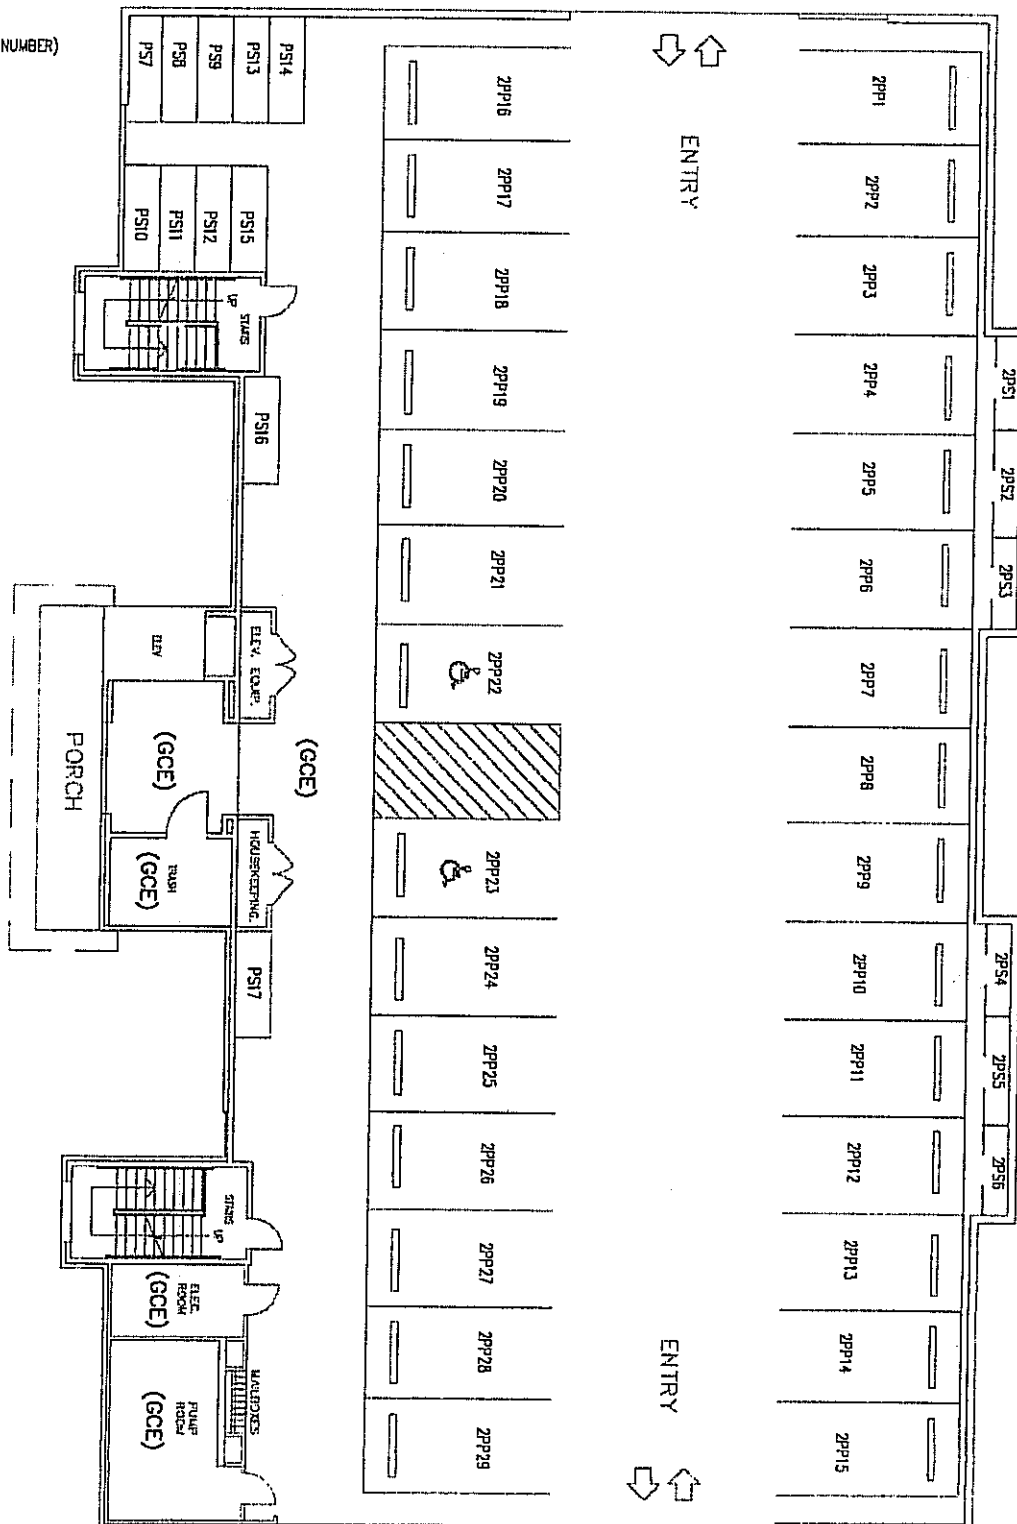 NUMBER)
PS7
PS8
PS9
PS13
PS14
PS10
PS11
PS12
PS15
UP
STAIRS
PS16
ELEV
ELEV. EQUIP.
PORCH
(GCE)
(GCE)
TRASH
(GCE)
HOUSEKEEPING
PS17
STAIRS
UP
ELEC.
ROOM
(GCE)
MAILBOXES
PUMP
ROOM
(GCE)
2PP16
2PP17
2PP18
2PP19
2PP20
2PP21
2PP22
2PP23
2PP24
2PP25
2PP26
2PP27
2PP28
2PP29
ENTRY
ENTRY
2PP1
2PP2
2PP3
2PP4
2PP5
2PP6
2PP7
2PP8
2PP9
2PP10
2PP11
2PP12
2PP13
2PP14
2PP15
2PS1
2PS2
2PS3
2PS4
2PS5
2PS6